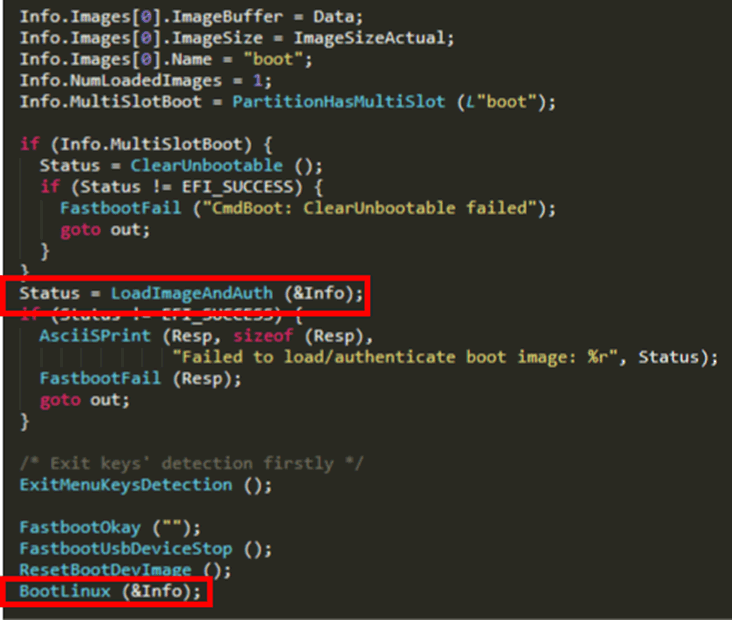 Info.Images[0].ImageBuffer = Data;
Info.Images[0].ImageSize = ImageSizeActual;
Info.Images[0].Name = "boot";
Info.NumLoadedImages = 1;
Info.MultiSlotBoot = PartitionHasMultiSlot (L"boot");
if (Info.MultiSlotBoot) {
Status = ClearUnbootable ();
if (Status != EFI_SUCCESS) {
FastbootFail ("CmdBoot: ClearUnbootable failed");
goto out;
}
}
Status = LoadImageAndAuth (&Info);
if (Status != EFI_SUCCESS) {
AsciiSPrint (Resp, sizeof (Resp),
"Failed to load/authenticate boot image: %r", Status);
FastbootFail (Resp);
goto out;
}
/* Exit keys' detection firstly */
ExitMenuKeysDetection ();
FastbootOkay ("");
FastbootUsbDeviceStop ();
ResetBootDevImage ();
BootLinux (&Info);